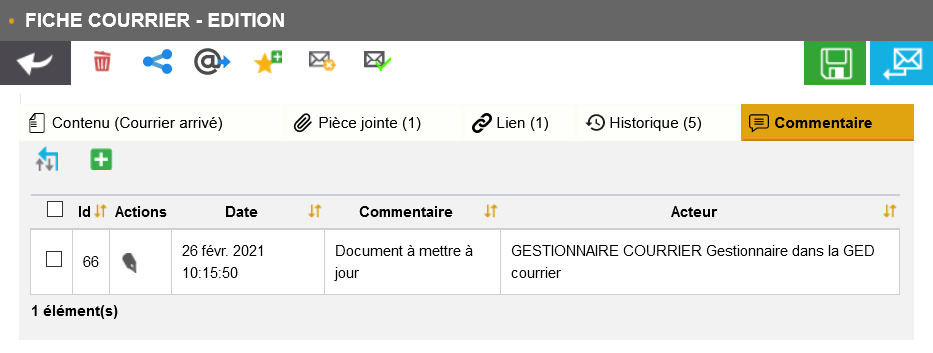 FICHE COURRIER - EDITION
Contenu (Courrier arrivé)
Pièce jointe (1)
Lien (1)
Historique (5)
Commentaire
Id
Actions
Date
Commentaire
Acteur
66
26 févr. 2021
10:15:50
Document à mettre à
jour
GESTIONNAIRE COURRIER Gestionnaire dans la GED
courrier
1 élément(s)